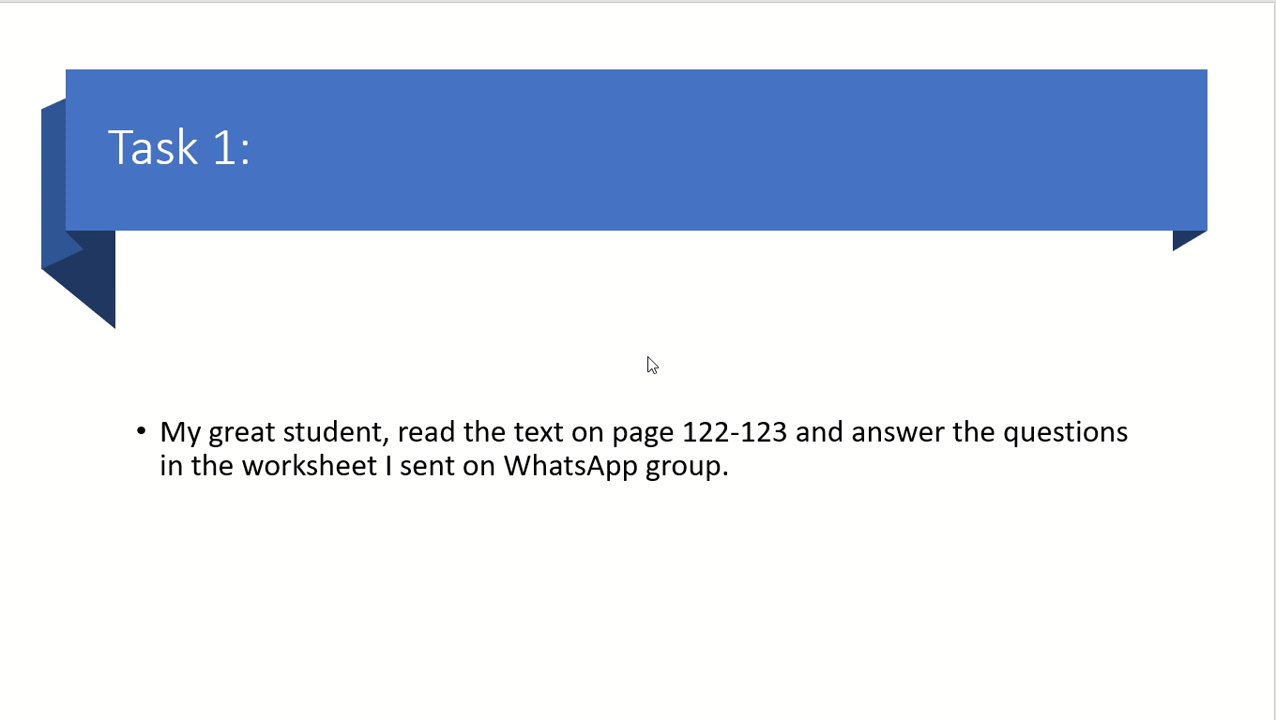 Task 1:
• My great student, read the text on page 122-123 and answer the questions
in the worksheet I sent on WhatsApp group.